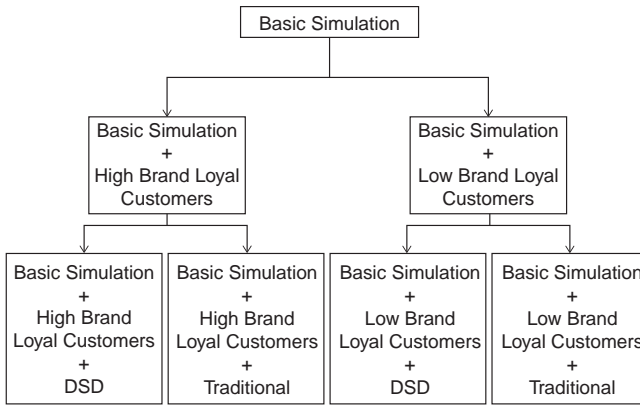 Basic Simulation
Basic Simulation
+
High Brand Loyal
Customers
Basic Simulation
+
Low Brand Loyal
Customers
Basic Simulation
+
High Brand
Loyal Customers
+
DSD
Basic Simulation
+
High Brand
Loyal Customers
+
Traditional
Basic Simulation
+
Low Brand
Loyal Customers
+
DSD
Basic Simulation
+
Low Brand
Loyal Customers
+
Traditional